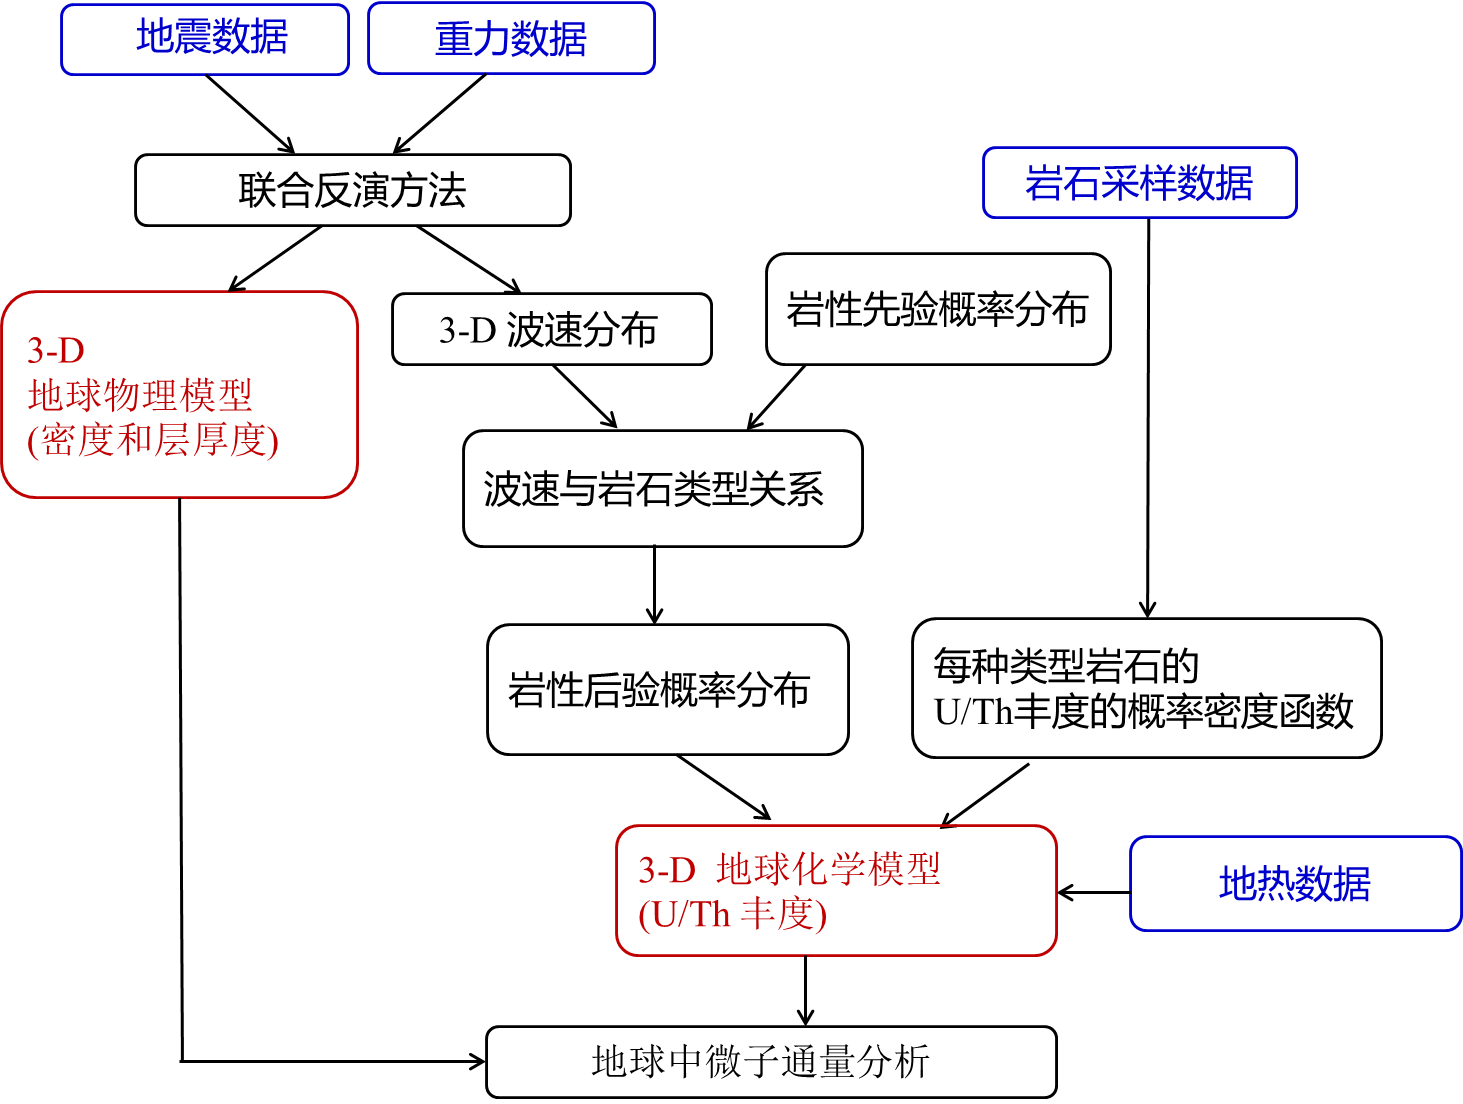 地震数据
重力数据
联合反演方法
岩石采样数据
岩性先验概率分布
3-D 波速分布
3-D
地球物理模型
(密度和层厚度)
波速与岩石类型关系
岩性后验概率分布
每种类型岩石的
U/Th丰度的概率密度函数
3-D 地球化学模型
(U/Th 丰度)
地热数据
地球中微子通量分析